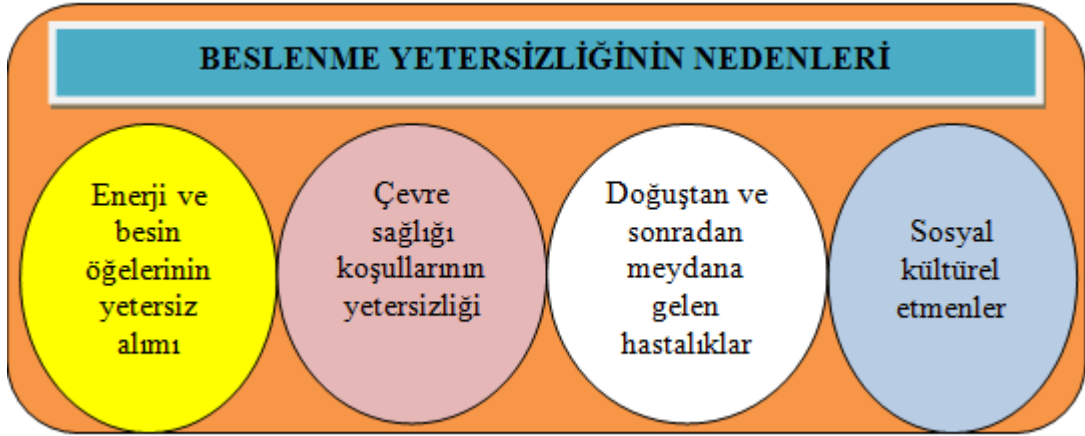 BESLENME YETERSİZLİĞİNİN NEDENLERİ
Enerji ve
besin
öğelerinin
yetersiz
alımı
Çevre
sağlığı
koşullarının
yetersizliği
Doğuştan ve
sonradan
meydana
gelen
hastalıklar
Sosyal
kültürel
etmenler